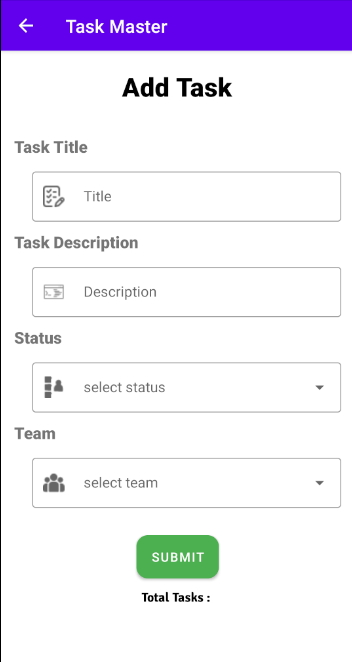 Task Master
Add Task
Task Title
Title
Task Description
Description
Status
select status
Team
select team
SUBMIT
Total Tasks :